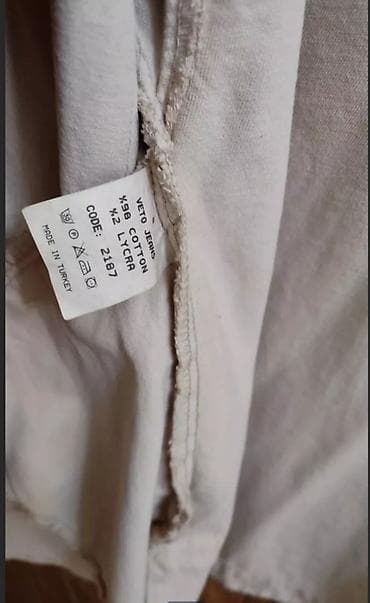 VETO JEANS
%98 COTTON
%2 LYCRA
CODE: 2187
MADE IN TURKEY